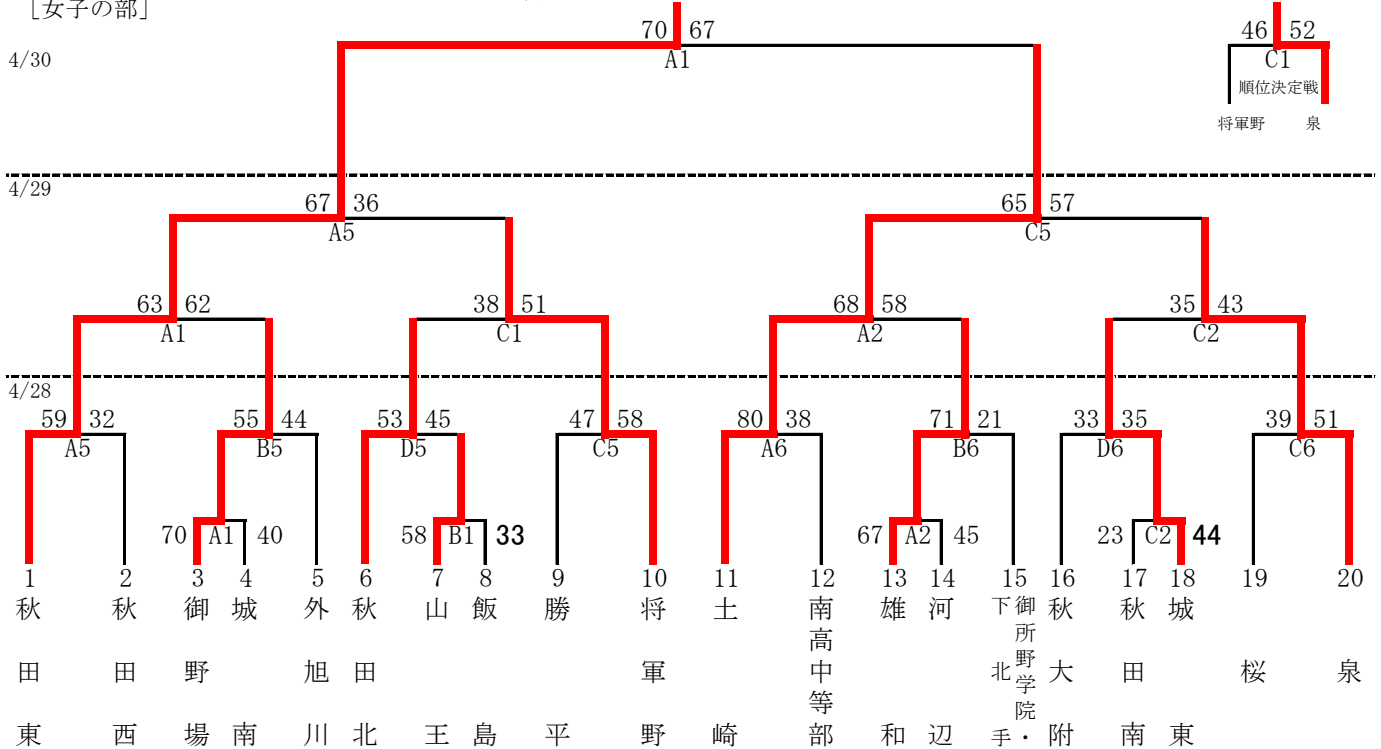 ［女子の部］
70 67
A1
4/30
46 52
C1
順位決定戦
将軍野 泉
4/29
67 36
A5
65 57
C5
63 62
A1
38 51
C1
68 58
A2
35 43
C2
4/28
59 32
A5
55 44
B5
53 45
D5
47 58
C5
80 38
A6
71 21
B6
33 35
D6
39 51
C6
70 A1 40
58 B1 33
67 A2 45
23 C2 44
1 2 3 4 5 6 7 8 9 10 11 12 13 14 15 16 17 18 19 20
秋田東
秋田西
御野場
城南
外旭川
秋田北
山王
飯島
勝平
将軍野
土崎
南高中等部
雄和
河辺
御所野学院・
下北手
秋大附
秋田南
城東
桜
泉